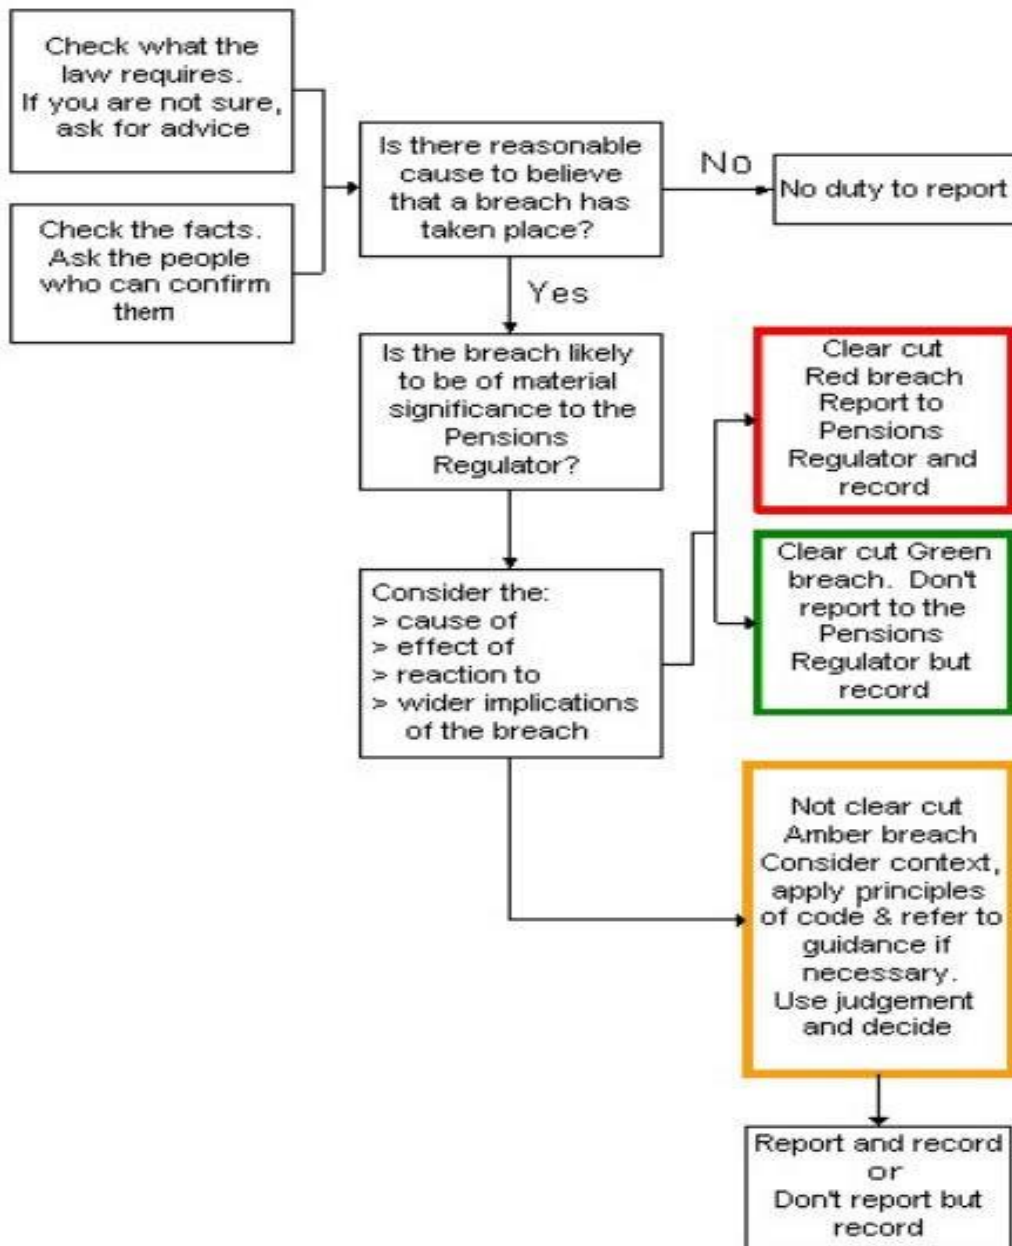 Check what the
law requires.
If you are not sure,
ask for advice
Check the facts.
Ask the people
who can confirm
them
Is there reasonable
cause to believe
that a breach has
taken place?
No
No duty to report
Yes
Is the breach likely
to be of material
significance to the
Pensions
Regulator?
Clear cut
Red breach
Report to
Pensions
Regulator and
record
Clear cut Green
breach. Don't
report to the
Pensions
Regulator but
record
Consider the:
> cause of
> effect of
> reaction to
> wider implications
of the breach
Not clear cut
Amber breach
Consider context,
apply principles
of code & refer to
guidance if
necessary.
Use judgement
and decide
Report and record
or
Don't report but
record